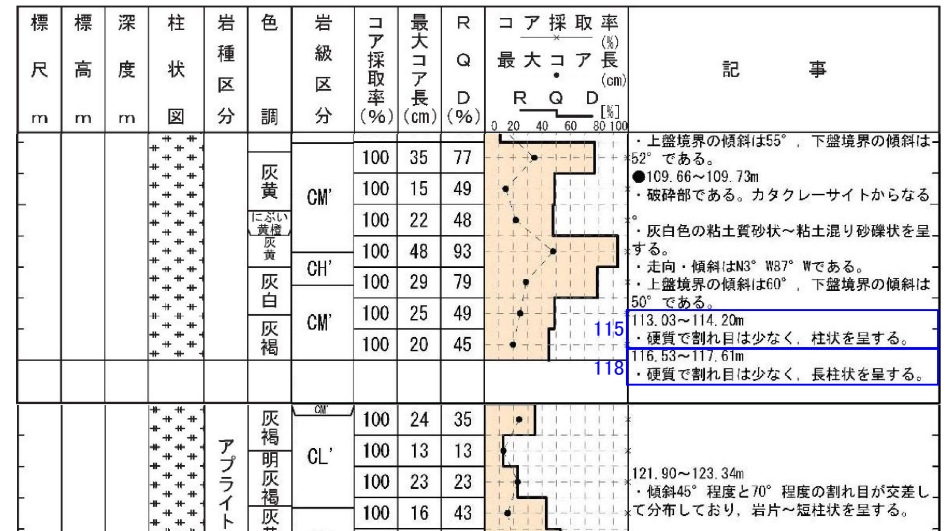 標尺m
標高m
深度m
柱状図
岩種区分
色調
岩級区分
コア採取率(%)
最大コア長(cm)
RQD(%)
コア採取率(%)
最大コア長(cm)
RQD[%]
0 20 40 60 80 100
記事
灰黄
にぶい黄橙
灰黄
灰白
灰褐
CM'
CH'
CM'
100 35 77
100 15 49
100 22 48
100 48 93
100 29 79
100 25 49
100 20 45
・上盤境界の傾斜は55°，下盤境界の傾斜は
52°である。
●109.66～109.73m
・破砕部である。カタクレーサイトからなる
。
・灰白色の粘土質砂状～粘土混り砂礫状を呈
する。
・走向・傾斜はN3°W87°Wである。
・上盤境界の傾斜は60°，下盤境界の傾斜は
50°である。
115
113.03～114.20m
・硬質で割れ目は少なく，柱状を呈する。
118
116.53～117.61m
・硬質で割れ目は少なく，長柱状を呈する。
アプライト
灰褐
明灰褐
灰黄
CM'
CL'
100 24 35
100 13 13
100 23 23
100 16 43
121.90～123.34m
・傾斜45°程度と70°程度の割れ目が交差し
て分布しており，岩片～短柱状を呈する。